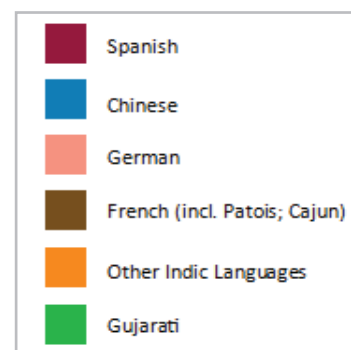 Spanish
Chinese
German
French (incl. Patois; Cajun)
Other Indic Languages
Gujarati